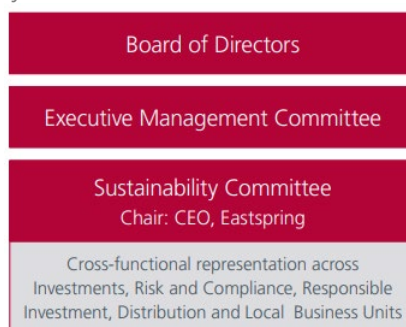 Board of Directors
Executive Management Committee
Sustainability Committee
Chair: CEO, Eastspring
Cross-functional representation across
Investments, Risk and Compliance, Responsible
Investment, Distribution and Local Business Units